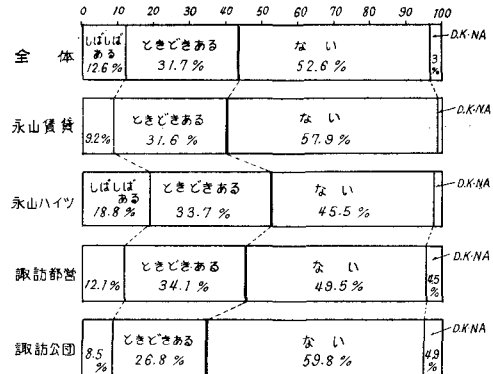 0 20 40 60 80 100
全体
しばしば
ある
12.6%
ときどきある
31.7%
ない
52.6%
3
%
D.K・NA
永山賃貸
9.2%
ときどきある
31.6%
ない
57.9%
D.K・NA
永山ハイツ
しばしば
ある
18.8%
ときどきある
33.7%
ない
45.5%
D.K・NA
諏訪都営
12.1%
ときどきある
34.1%
ない
49.5%
4.5
%
D.K・NA
諏訪公団
8.5
%
ときどきある
26.8%
ない
59.8%
4.9
%
D.K・NA